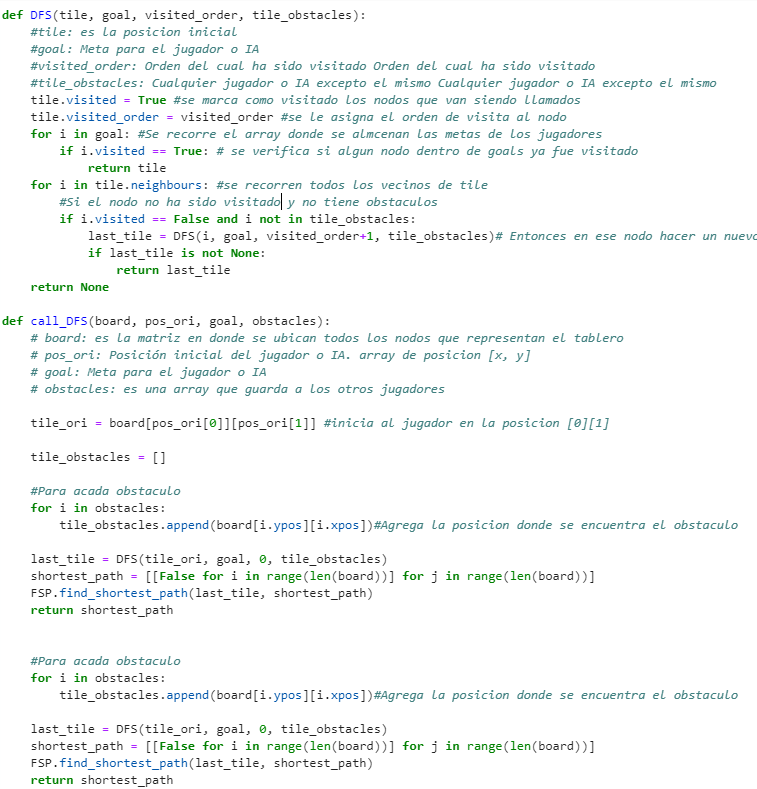 def DFS(tile, goal, visited_order, tile_obstacles):
    #tile: es la posicion inicial
    #goal: Meta para el jugador o IA
    #visited_order: Orden del cual ha sido visitado Orden del cual ha sido visitado
    #tile_obstacles: Cualquier jugador o IA excepto el mismo Cualquier jugador o IA excepto el mismo
    tile.visited = True #se marca como visitado los nodos que van siendo llamados
    tile.visited_order = visited_order #se le asigna el orden de visita al nodo
    for i in goal: #Se recorre el array donde se almcenan las metas de los jugadores
        if i.visited == True: # se verifica si algun nodo dentro de goals ya fue visitado
            return tile
    for i in tile.neighbours: #se recorren todos los vecinos de tile
        #Si el nodo no ha sido visitado y no tiene obstaculos
        if i.visited == False and i not in tile_obstacles:
            last_tile = DFS(i, goal, visited_order+1, tile_obstacles)# Entonces en ese nodo hacer un nuevo
            if last_tile is not None:
                return last_tile
    return None

def call_DFS(board, pos_ori, goal, obstacles):
    # board: es la matriz en donde se ubican todos los nodos que representan el tablero
    # pos_ori: Posición inicial del jugador o IA. array de posicion [x, y]
    # goal: Meta para el jugador o IA
    # obstacles: es una array que guarda a los otros jugadores

    tile_ori = board[pos_ori[0]][pos_ori[1]] #inicia al jugador en la posicion [0][1]

    tile_obstacles = []

    #Para acada obstaculo
    for i in obstacles:
        tile_obstacles.append(board[i.ypos][i.xpos])#Agrega la posicion donde se encuentra el obstaculo

    last_tile = DFS(tile_ori, goal, 0, tile_obstacles)
    shortest_path = [[False for i in range(len(board))] for j in range(len(board))]
    FSP.find_shortest_path(last_tile, shortest_path)
    return shortest_path


    #Para acada obstaculo
    for i in obstacles:
        tile_obstacles.append(board[i.ypos][i.xpos])#Agrega la posicion donde se encuentra el obstaculo

    last_tile = DFS(tile_ori, goal, 0, tile_obstacles)
    shortest_path = [[False for i in range(len(board))] for j in range(len(board))]
    FSP.find_shortest_path(last_tile, shortest_path)
    return shortest_path